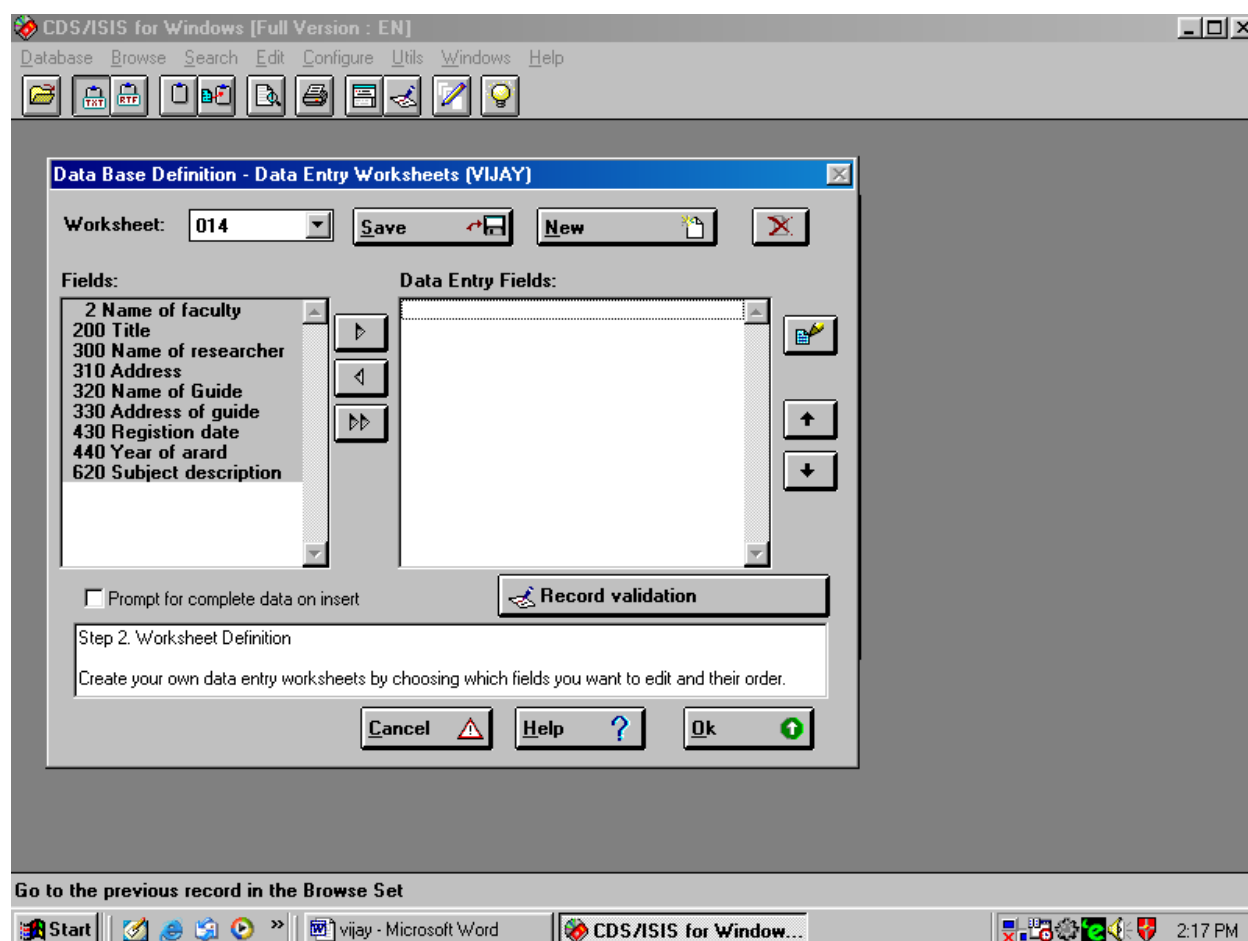 CDS/ISIS for Windows [Full Version : EN]
Database Browse Search Edit Configure Utils Windows Help
TXT RTF
Data Base Definition - Data Entry Worksheets (VIJAY)
Worksheet: 014 Save New
Fields: Data Entry Fields:
2 Name of faculty
200 Title
300 Name of researcher
310 Address
320 Name of Guide
330 Address of guide
430 Registion date
440 Year of arard
620 Subject description
Prompt for complete data on insert
Record validation
Step 2. Worksheet Definition
Create your own data entry worksheets by choosing which fields you want to edit and their order.
Cancel Help ? Ok
Go to the previous record in the Browse Set
Start » vijay - Microsoft Word CDS/ISIS for Window... 2:17 PM